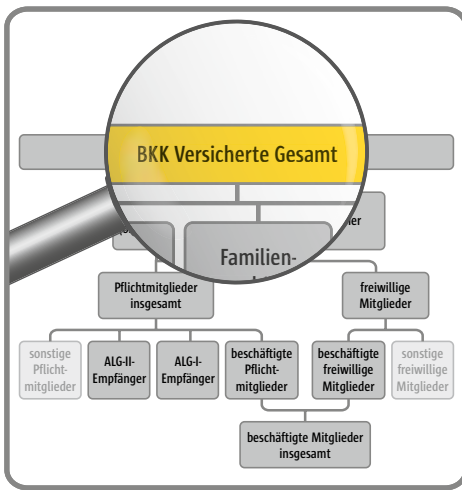 BKK Versicherte Gesamt
Familien-
Pflichtmitglieder
insgesamt
freiwillige
Mitglieder
sonstige
Pflicht-
mitglieder
ALG-II-
Empfänger
ALG-I-
Empfänger
beschäftigte
Pflicht-
mitglieder
beschäftigte
freiwillige
Mitglieder
sonstige
freiwillige
Mitglieder
beschäftigte Mitglieder
insgesamt